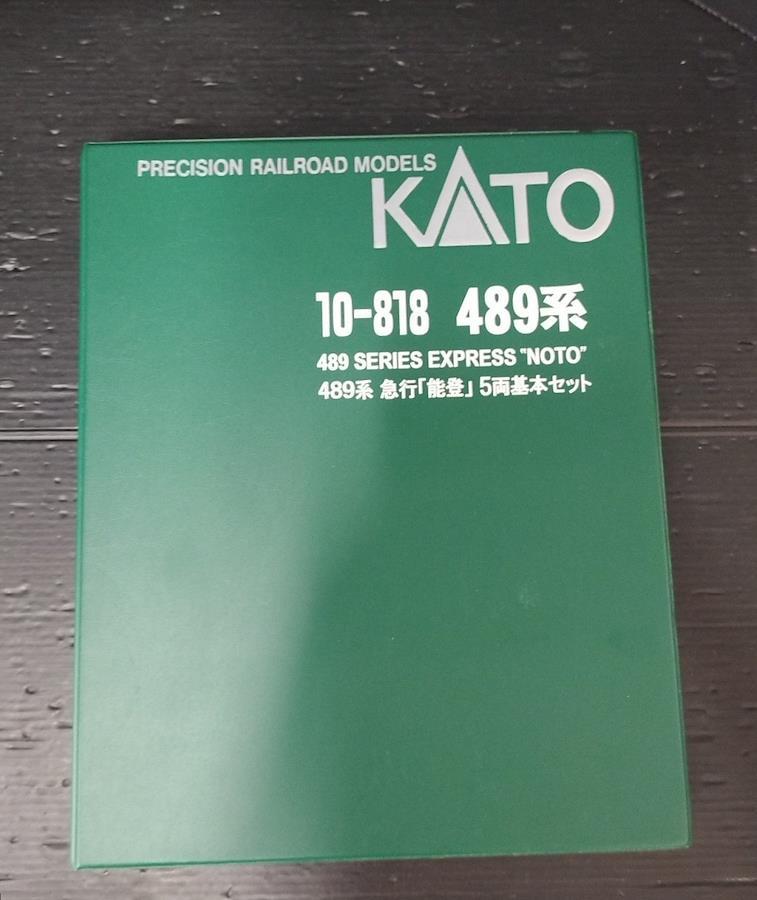 PRECISION RAILROAD MODELS
KATO
10-818 489系
489 SERIES EXPRESS "NOTO"
489系 急行「能登」 5両基本セット